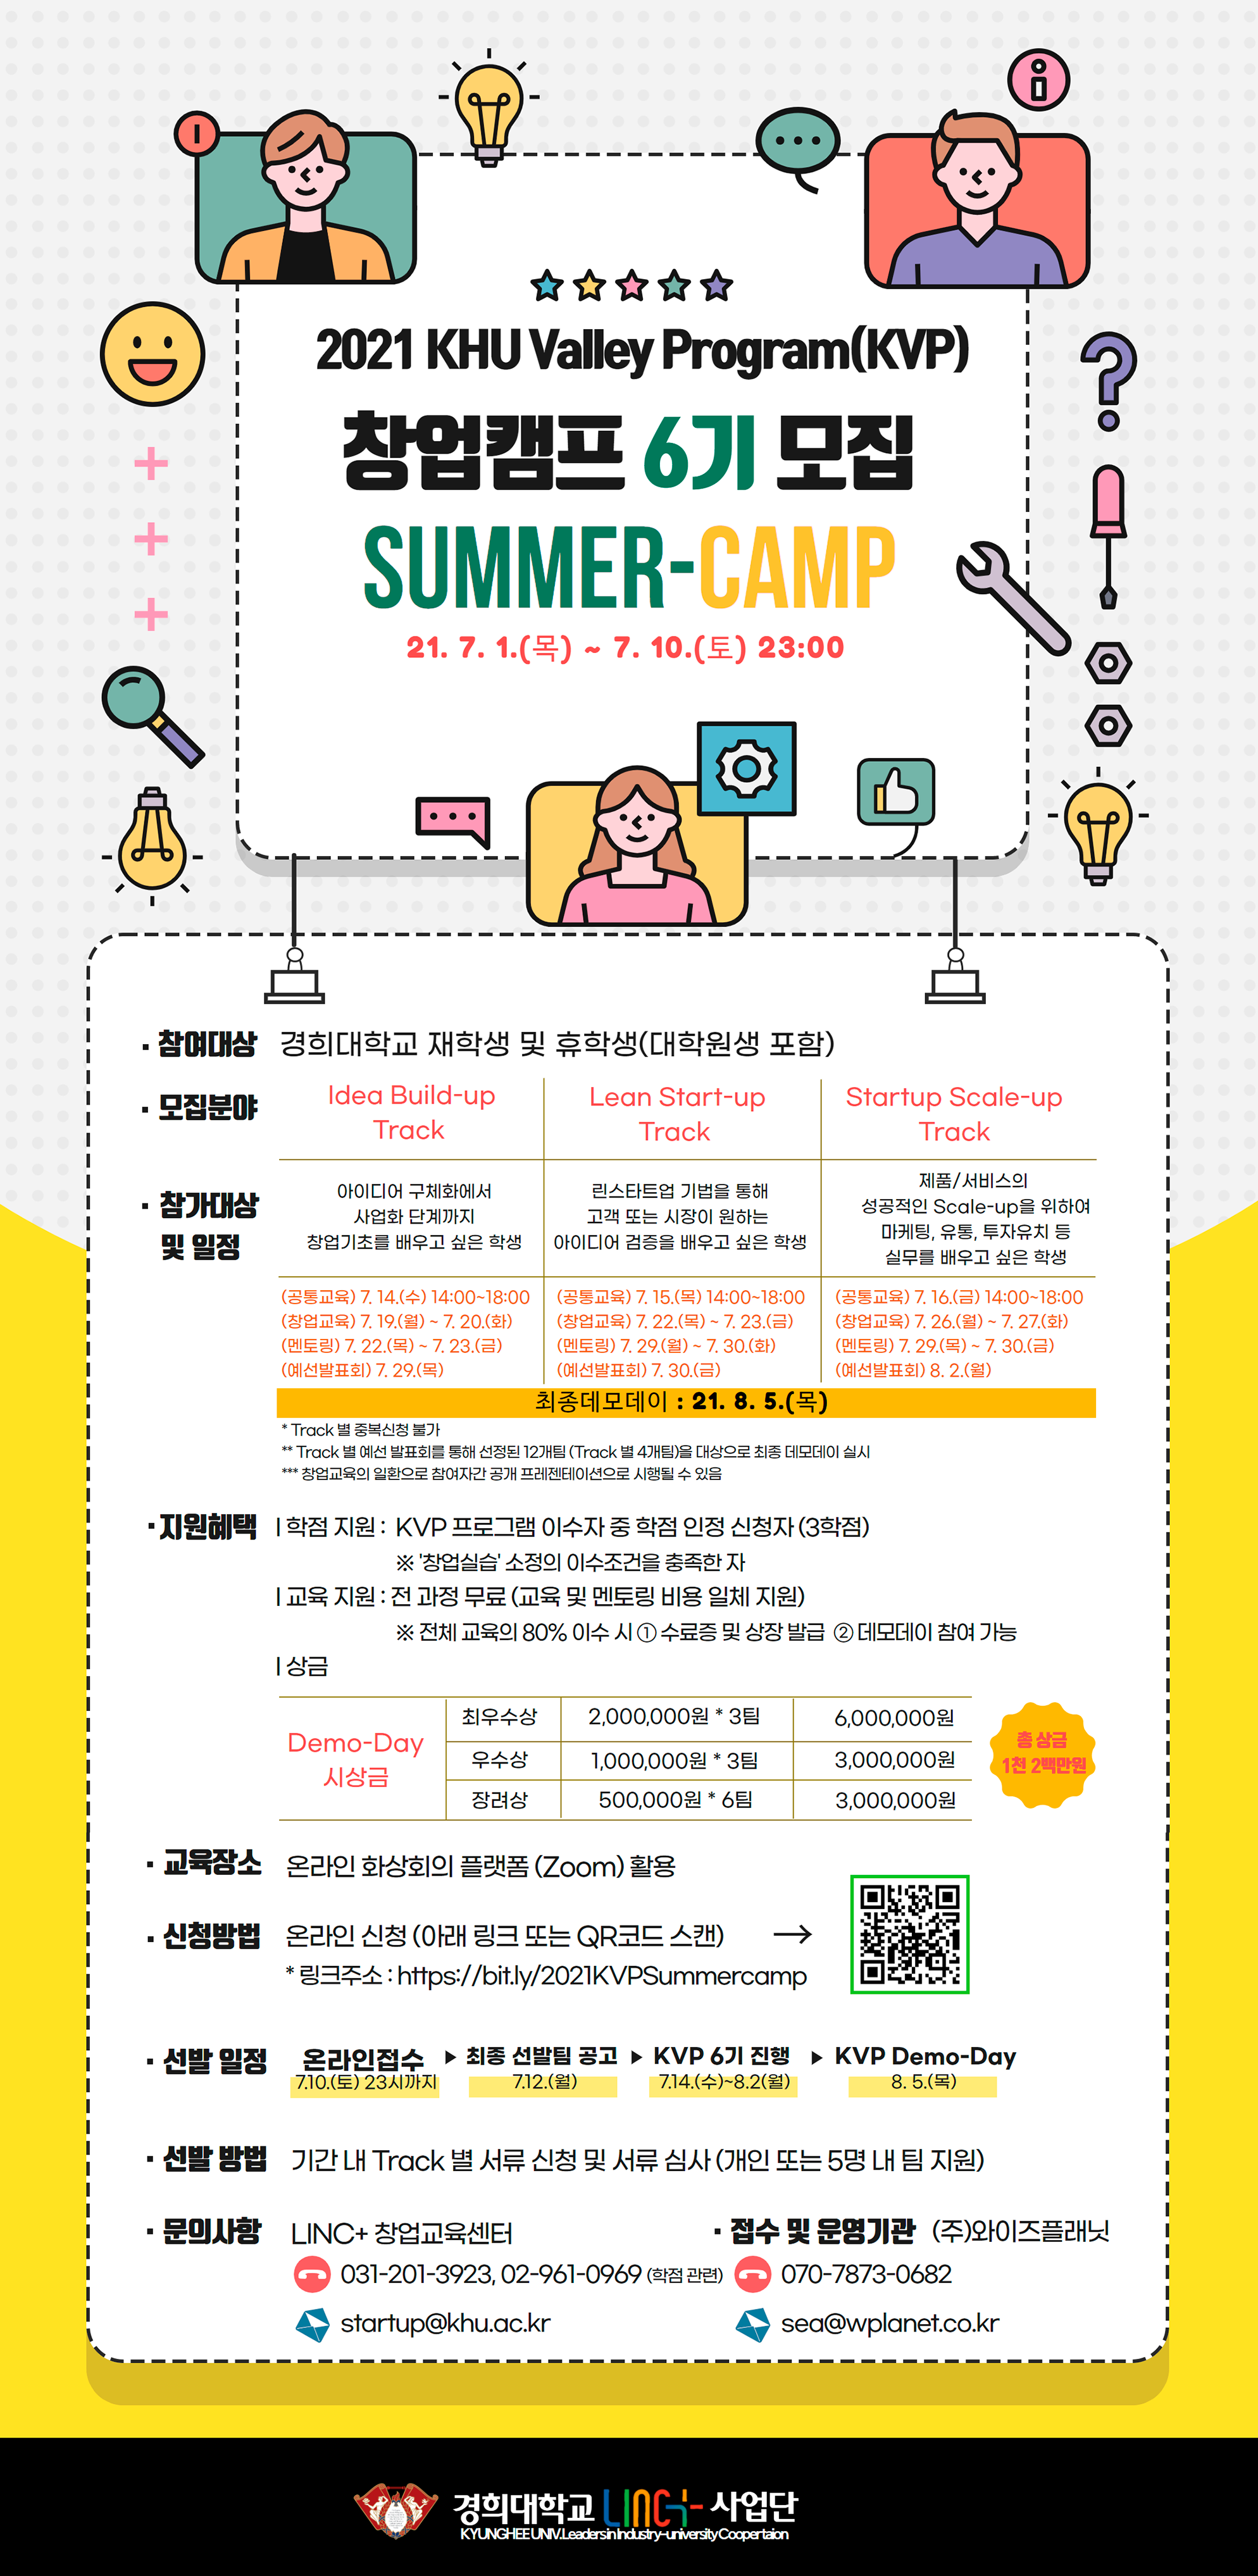 2021 KHU Valley Program(KVP)
창업캠프 6기 모집
SUMMER-CAMP
21. 7. 1.(목) ~ 7. 10.(토) 23:00
· 참여대상 경희대학교 재학생 및 휴학생(대학원생 포함)
· 모집분야
Idea Build-up
Track
Lean Start-up
Track
Startup Scale-up
Track
· 참가대상
및 일정
아이디어 구체화에서
사업화 단계까지
창업기초를 배우고 싶은 학생
린스타트업 기법을 통해
고객 또는 시장이 원하는
아이디어 검증을 배우고 싶은 학생
제품/서비스의
성공적인 Scale-up을 위하여
마케팅, 유통, 투자유치 등
실무를 배우고 싶은 학생
(공통교육) 7. 14.(수) 14:00~18:00
(창업교육) 7. 19.(월) ~ 7. 20.(화)
(멘토링) 7. 22.(목) ~ 7. 23.(금)
(예선발표회) 7. 29.(목)
(공통교육) 7. 15.(목) 14:00~18:00
(창업교육) 7. 22.(목) ~ 7. 23.(금)
(멘토링) 7. 29.(월) ~ 7. 30.(화)
(예선발표회) 7. 30.(금)
(공통교육) 7. 16.(금) 14:00~18:00
(창업교육) 7. 26.(월) ~ 7. 27.(화)
(멘토링) 7. 29.(목) ~ 7. 30.(금)
(예선발표회) 8. 2.(월)
최종데모데이 : 21. 8. 5.(목)
* Track 별 중복신청 불가
** Track 별 예선 발표회를 통해 선정된 12개팀 (Track 별 4개팀)을 대상으로 최종 데모데이 실시
*** 창업교육의 일환으로 참여자간 공개 프레젠테이션으로 시행될 수 있음
· 지원혜택
l 학점 지원 : KVP 프로그램 이수자 중 학점 인정 신청자 (3학점)
※ '창업실습' 소정의 이수조건을 충족한 자
l 교육 지원 : 전 과정 무료 (교육 및 멘토링 비용 일체 지원)
※ 전체 교육의 80% 이수 시 ① 수료증 및 상장 발급 ② 데모데이 참여 가능
l 상금
Demo-Day
시상금
최우수상 2,000,000원 * 3팀 6,000,000원
우수상 1,000,000원 * 3팀 3,000,000원
장려상 500,000원 * 6팀 3,000,000원
총 상금
1천 2백만원
· 교육장소 온라인 화상회의 플랫폼 (Zoom) 활용
· 신청방법 온라인 신청 (아래 링크 또는 QR코드 스캔) →
* 링크주소 : https://bit.ly/2021KVPSummercamp
· 선발 일정 온라인접수 ▶ 최종 선발팀 공고 ▶ KVP 6기 진행 ▶ KVP Demo-Day
7.10.(토) 23시까지 7.12.(월) 7.14.(수)~8.2(월) 8. 5.(목)
· 선발 방법 기간 내 Track 별 서류 신청 및 서류 심사 (개인 또는 5명 내 팀 지원)
· 문의사항 LINC+ 창업교육센터
031-201-3923, 02-961-0969 (학점 관련)
startup@khu.ac.kr
· 접수 및 운영기관 (주)와이즈플래닛
070-7873-0682
sea@wplanet.co.kr
경희대학교 LINC+ 사업단
KYUNGHEE UNIV. Leaders in Industry-university Coopertaion